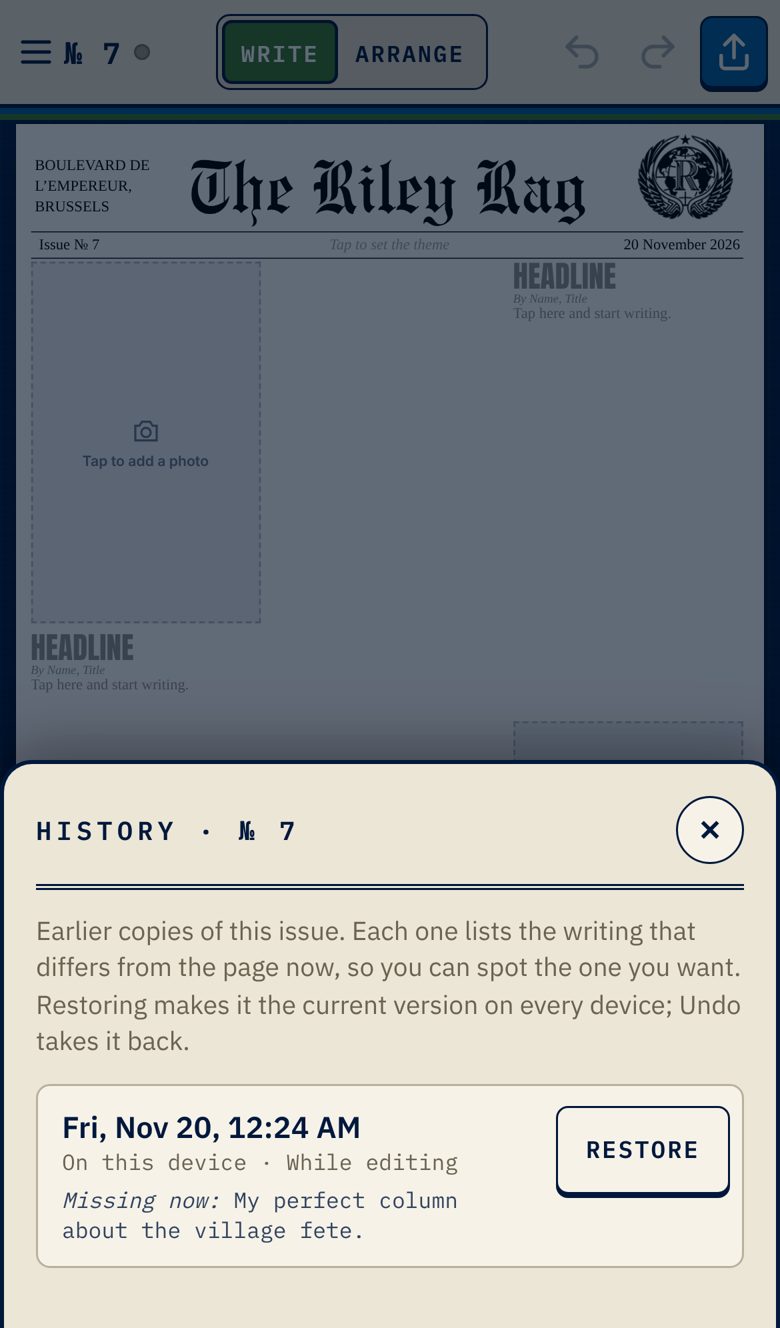 № 7
WRITE
ARRANGE
BOULEVARD DE
L’EMPEREUR,
BRUSSELS
The Riley Rag
R
Issue № 7
Tap to set the theme
20 November 2026
HEADLINE
By Name, Title
Tap here and start writing.
Tap to add a photo
HEADLINE
By Name, Title
Tap here and start writing.
HISTORY · № 7
Earlier copies of this issue. Each one lists the writing that
differs from the page now, so you can spot the one you want.
Restoring makes it the current version on every device; Undo
takes it back.
Fri, Nov 20, 12:24 AM
On this device · While editing
Missing now: My perfect column
about the village fete.
RESTORE